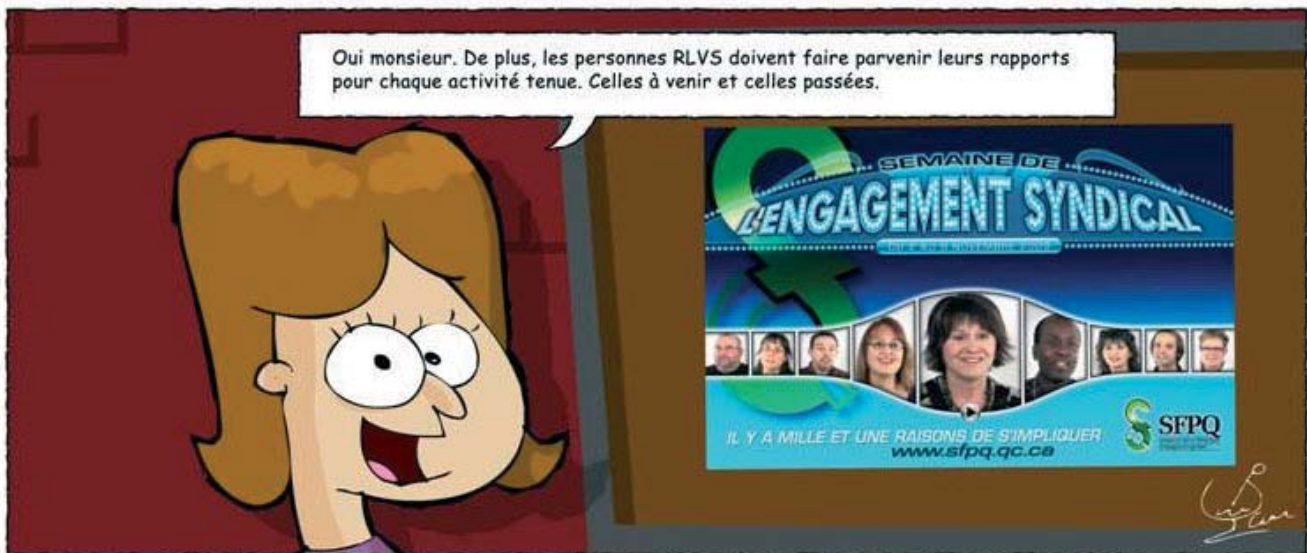 Oui monsieur. De plus, les personnes RLVS doivent faire parvenir leurs rapports
pour chaque activité tenue. Celles à venir et celles passées.
SEMAINE DE
L'ENGAGEMENT SYNDICAL
NOVEMBRE
IL Y A MILLE ET UNE RAISONS DE S'IMPLIQUER
www.sfpq.qc.ca
SFPQ